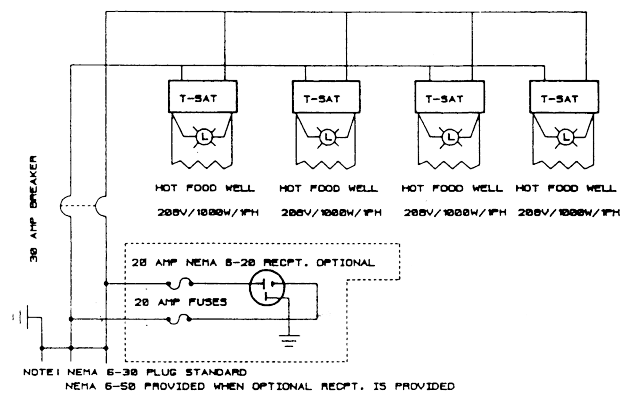 T-SAT T-SAT T-SAT T-SAT
L L L L
HOT FOOD WELL HOT FOOD WELL HOT FOOD WELL HOT FOOD WELL
208V/1000W/1PH 208V/1000W/1PH 208V/1000W/1PH 208V/1000W/1PH
30 AMP BREAKER
20 AMP NEMA 6-20 RECPT. OPTIONAL
20 AMP FUSES
NOTE: NEMA 6-30 PLUG STANDARD
NEMA 6-50 PROVIDED WHEN OPTIONAL RECPT. IS PROVIDED